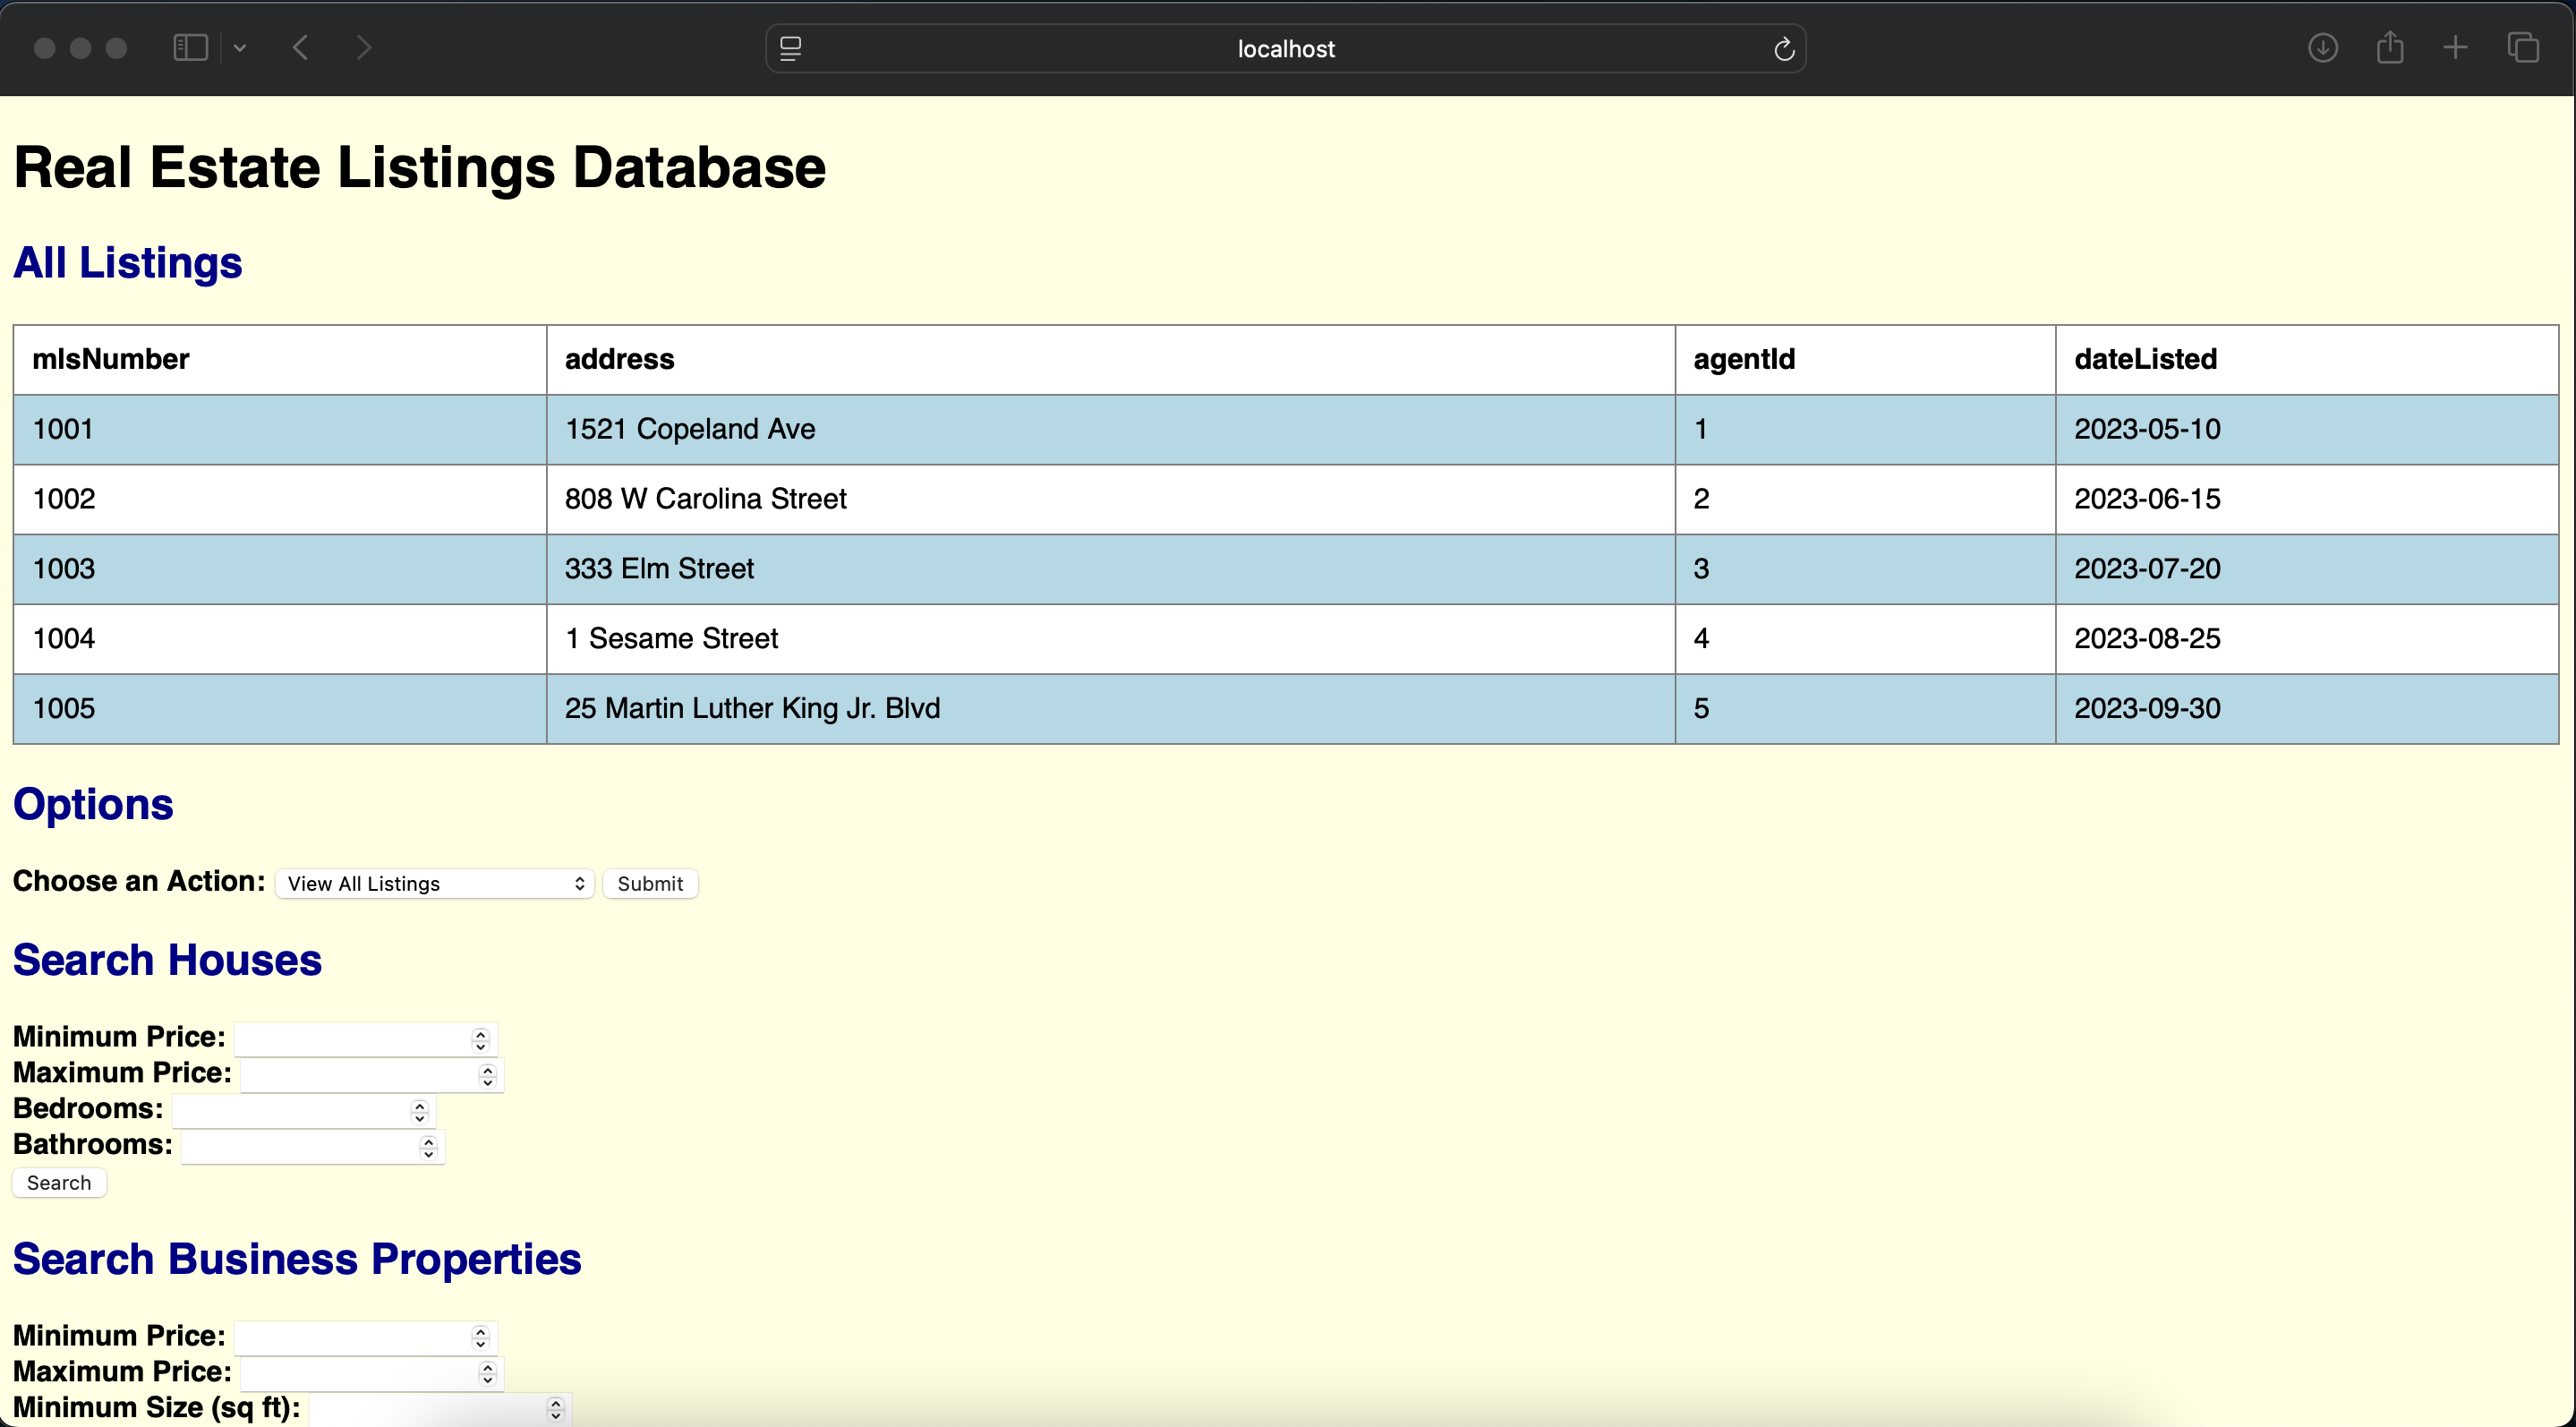 localhost
Real Estate Listings Database
All Listings
mlsNumber address agentId dateListed
1001 1521 Copeland Ave 1 2023-05-10
1002 808 W Carolina Street 2 2023-06-15
1003 333 Elm Street 3 2023-07-20
1004 1 Sesame Street 4 2023-08-25
1005 25 Martin Luther King Jr. Blvd 5 2023-09-30
Options
Choose an Action: View All Listings Submit
Search Houses
Minimum Price:
Maximum Price:
Bedrooms:
Bathrooms:
Search
Search Business Properties
Minimum Price:
Maximum Price:
Minimum Size (sq ft):